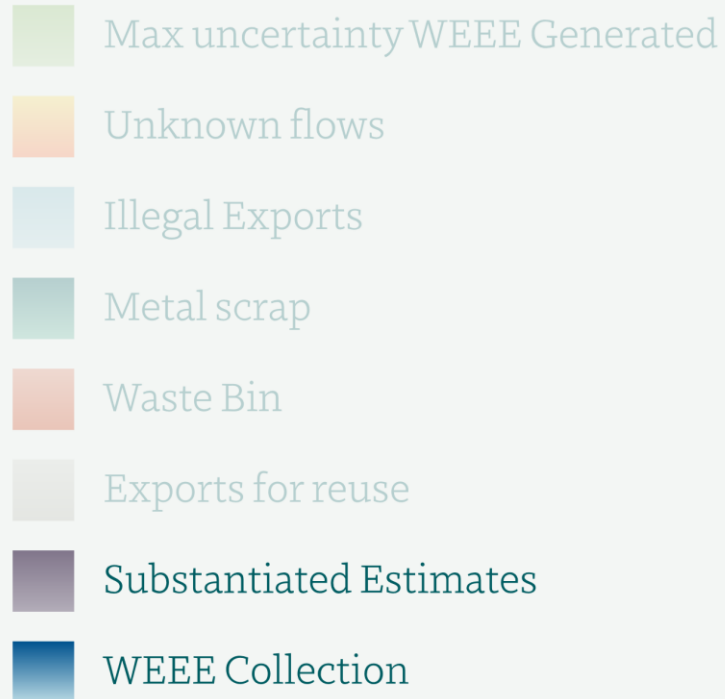 Max uncertainty WEEE Generated
Unknown flows
Illegal Exports
Metal scrap
Waste Bin
Exports for reuse
Substantiated Estimates
WEEE Collection